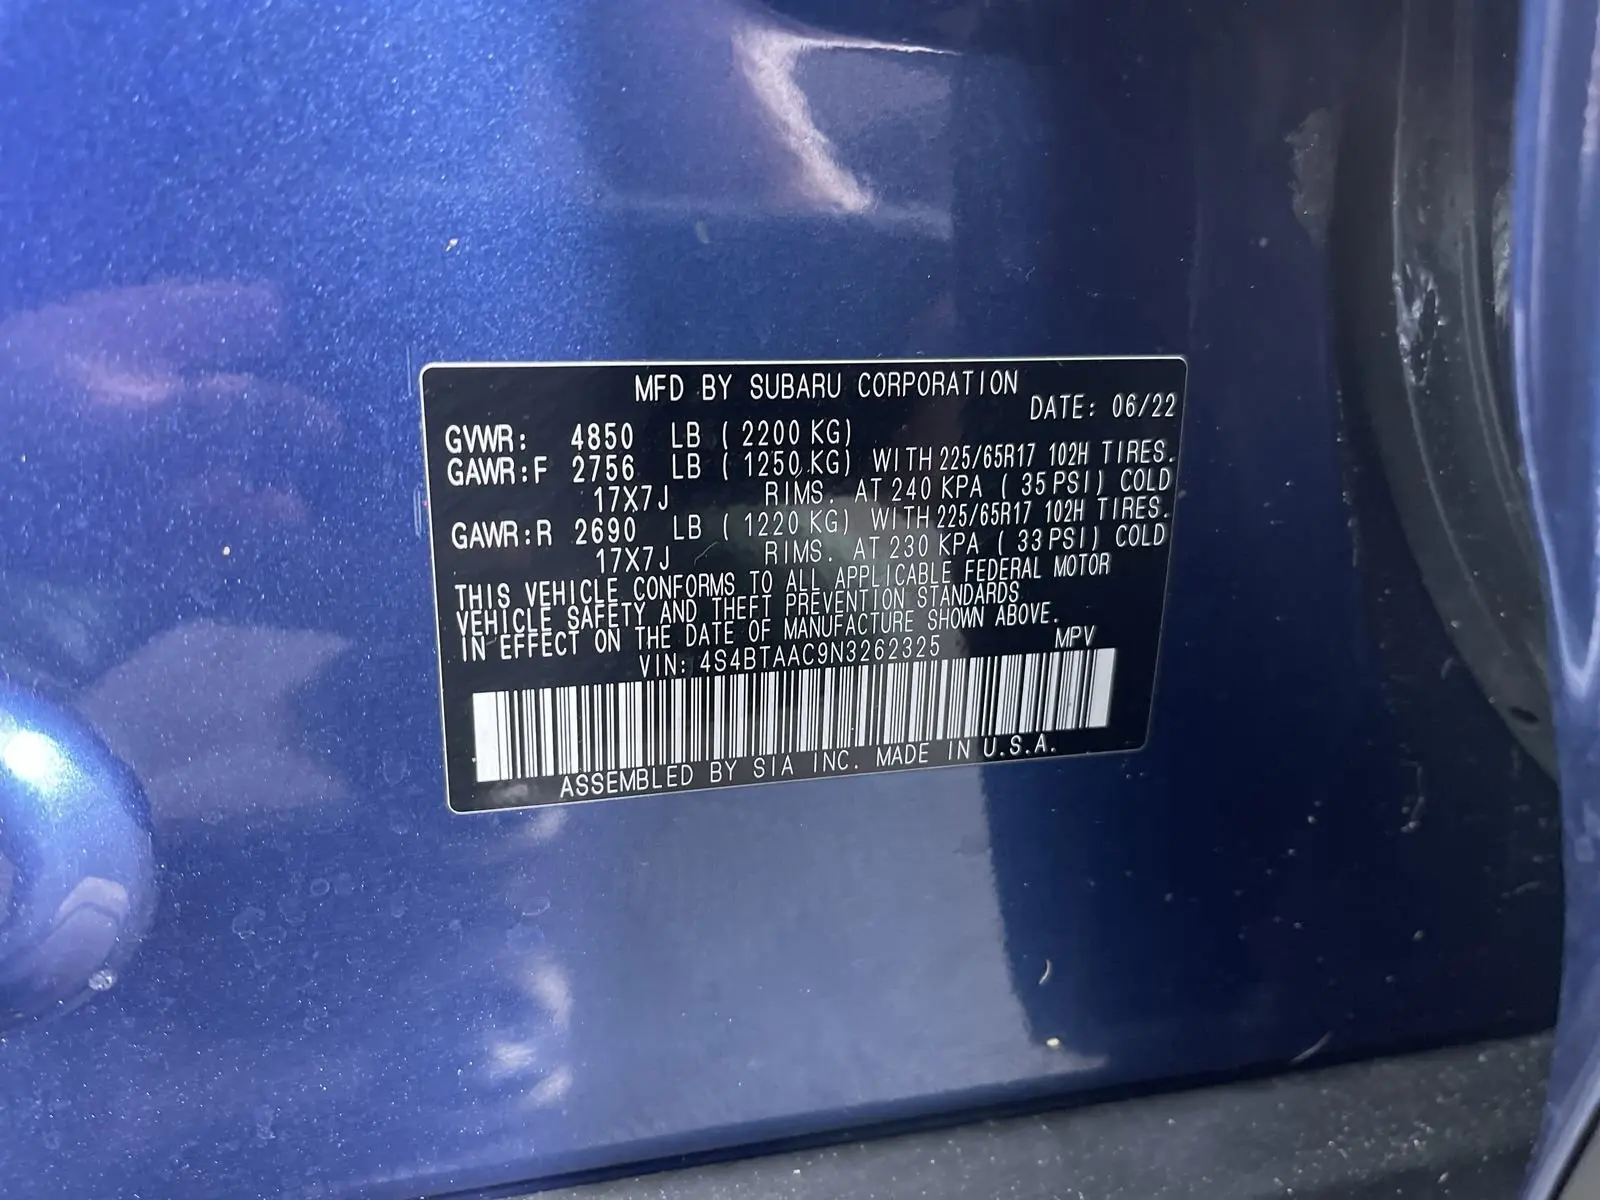 MFD BY SUBARU CORPORATION
DATE: 06/22
GVWR: 4850 LB ( 2200 KG)
GAWR:F 2756 LB ( 1250 KG) WITH 225/65R17 102H TIRES.
17X7J RIMS. AT 240 KPA ( 35 PSI) COLD
GAWR:R 2690 LB ( 1220 KG) WITH 225/65R17 102H TIRES.
17X7J RIMS. AT 230 KPA ( 33 PSI) COLD
THIS VEHICLE CONFORMS TO ALL APPLICABLE FEDERAL MOTOR
VEHICLE SAFETY AND THEFT PREVENTION STANDARDS
IN EFFECT ON THE DATE OF MANUFACTURE SHOWN ABOVE.
VIN: 4S4BTAAC9N3262325 MPV
ASSEMBLED BY SIA INC. MADE IN U.S.A.